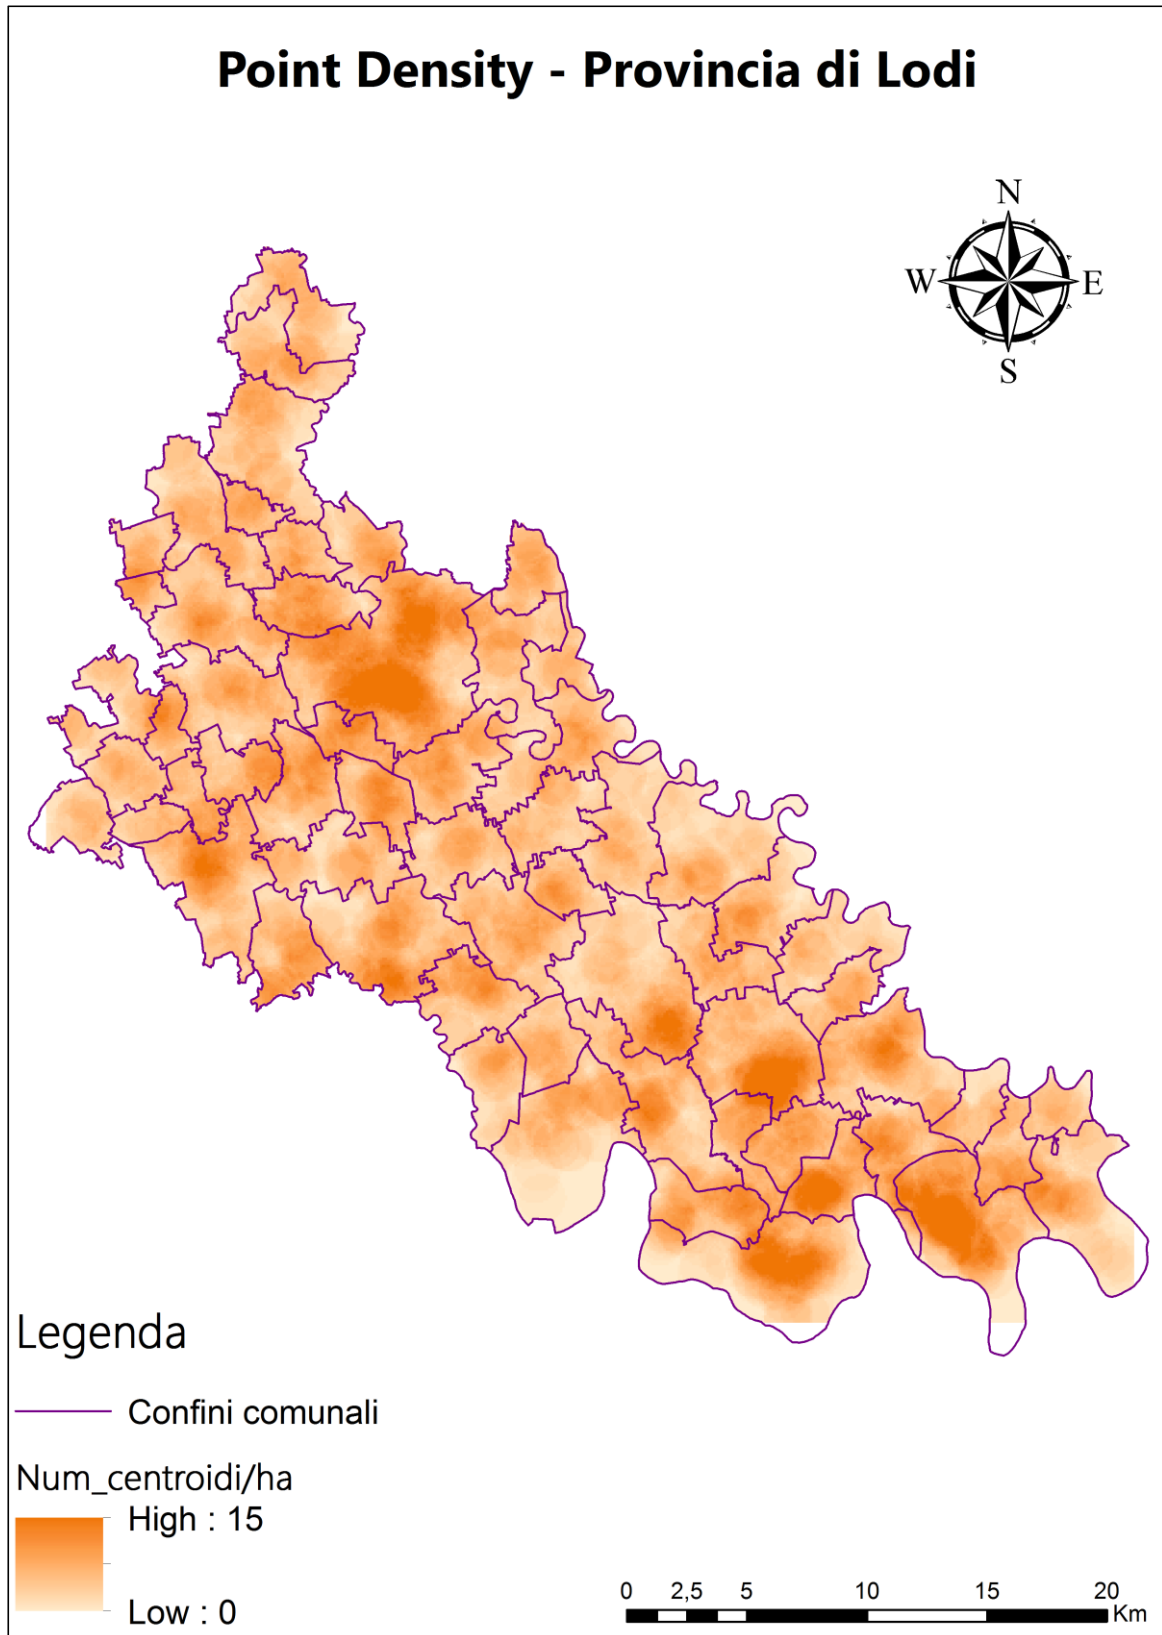 Point Density - Provincia di Lodi
N
W E
S
Legenda
Confini comunali
Num_centroidi/ha
High : 15
Low : 0
0 2,5 5 10 15 20
Km